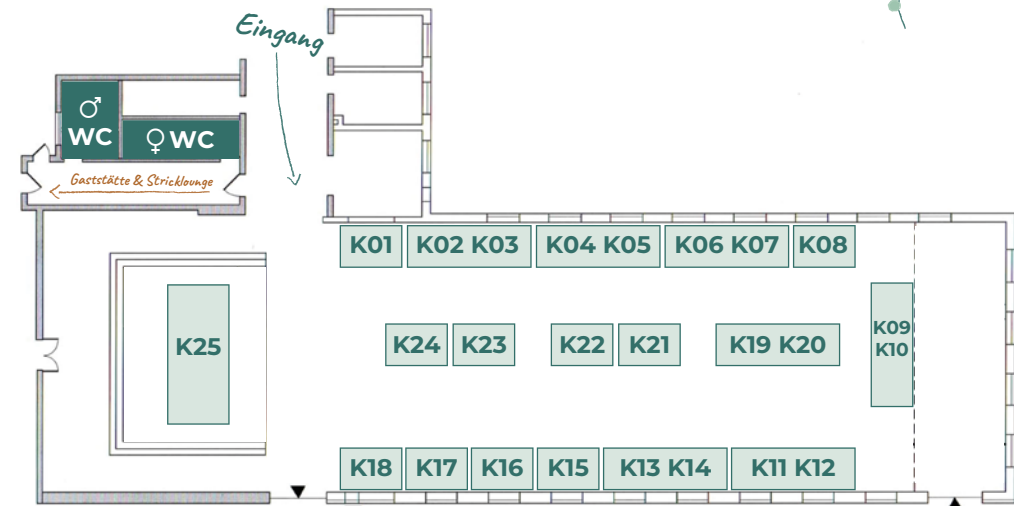 Eingang
♂
WC
♀ WC
Gaststätte & Stricklounge
K01 K02 K03 K04 K05 K06 K07 K08
K09
K10
K25
K24 K23 K22 K21 K19 K20
K18 K17 K16 K15 K13 K14 K11 K12